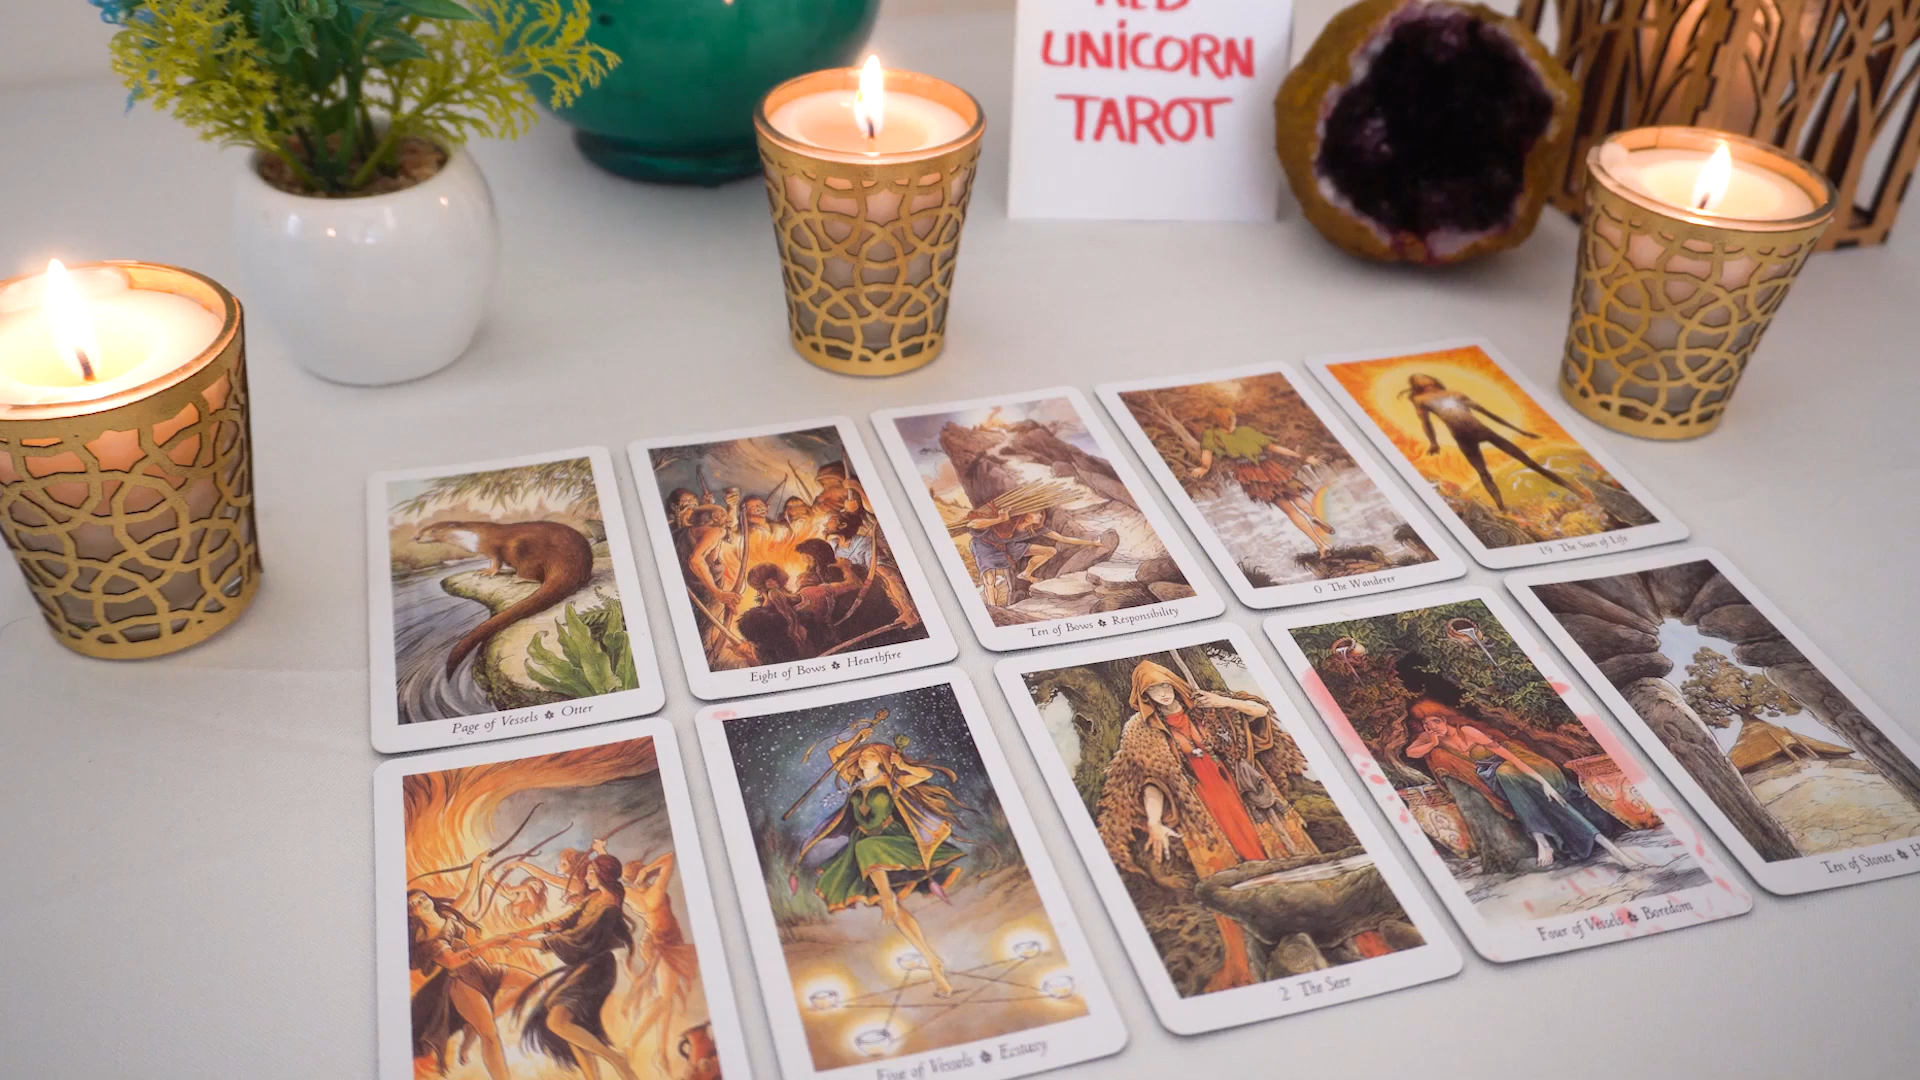 RED
UNICORN
TAROT
Page of Vessels Otter
Eight of Bows Hearthfire
Ten of Bows Responsibility
0 The Wanderer
19 The Sun of Life
Five of Vessels Ecstasy
2 The Seer
Four of Vessels Boredom
Ten of Stones H